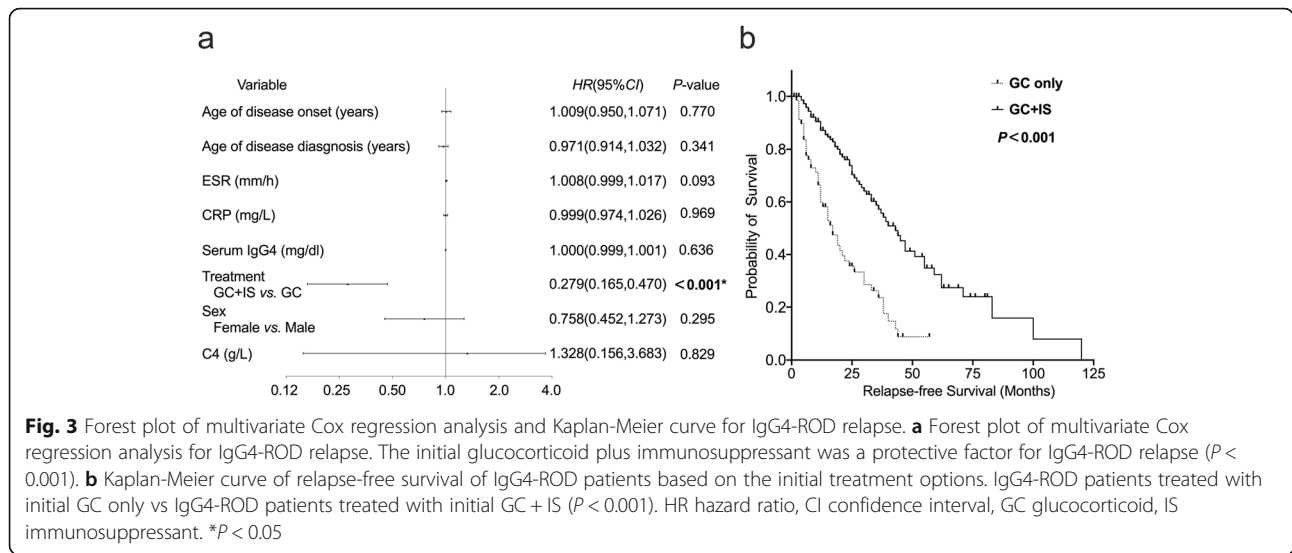 a
Variable HR(95%CI) P-value
Age of disease onset (years) 1.009(0.950,1.071) 0.770
Age of disease diasgnosis (years) 0.971(0.914,1.032) 0.341
ESR (mm/h) 1.008(0.999,1.017) 0.093
CRP (mg/L) 0.999(0.974,1.026) 0.969
Serum IgG4 (mg/dl) 1.000(0.999,1.001) 0.636
Treatment
GC+IS vs. GC 0.279(0.165,0.470) <0.001*
Sex
Female vs. Male 0.758(0.452,1.273) 0.295
C4 (g/L) 1.328(0.156,3.683) 0.829
0.12 0.25 0.50 1.0 2.0 4.0
b
GC only
GC+IS
P<0.001
Probability of Survival
1.0
0.8
0.6
0.4
0.2
0.0
0 25 50 75 100 125
Relapse-free Survival (Months)
Fig. 3 Forest plot of multivariate Cox regression analysis and Kaplan-Meier curve for IgG4-ROD relapse. a Forest plot of multivariate Cox
regression analysis for IgG4-ROD relapse. The initial glucocorticoid plus immunosuppressant was a protective factor for IgG4-ROD relapse (P <
0.001). b Kaplan-Meier curve of relapse-free survival of IgG4-ROD patients based on the initial treatment options. IgG4-ROD patients treated with
initial GC only vs IgG4-ROD patients treated with initial GC + IS (P < 0.001). HR hazard ratio, CI confidence interval, GC glucocorticoid, IS
immunosuppressant. *P < 0.05